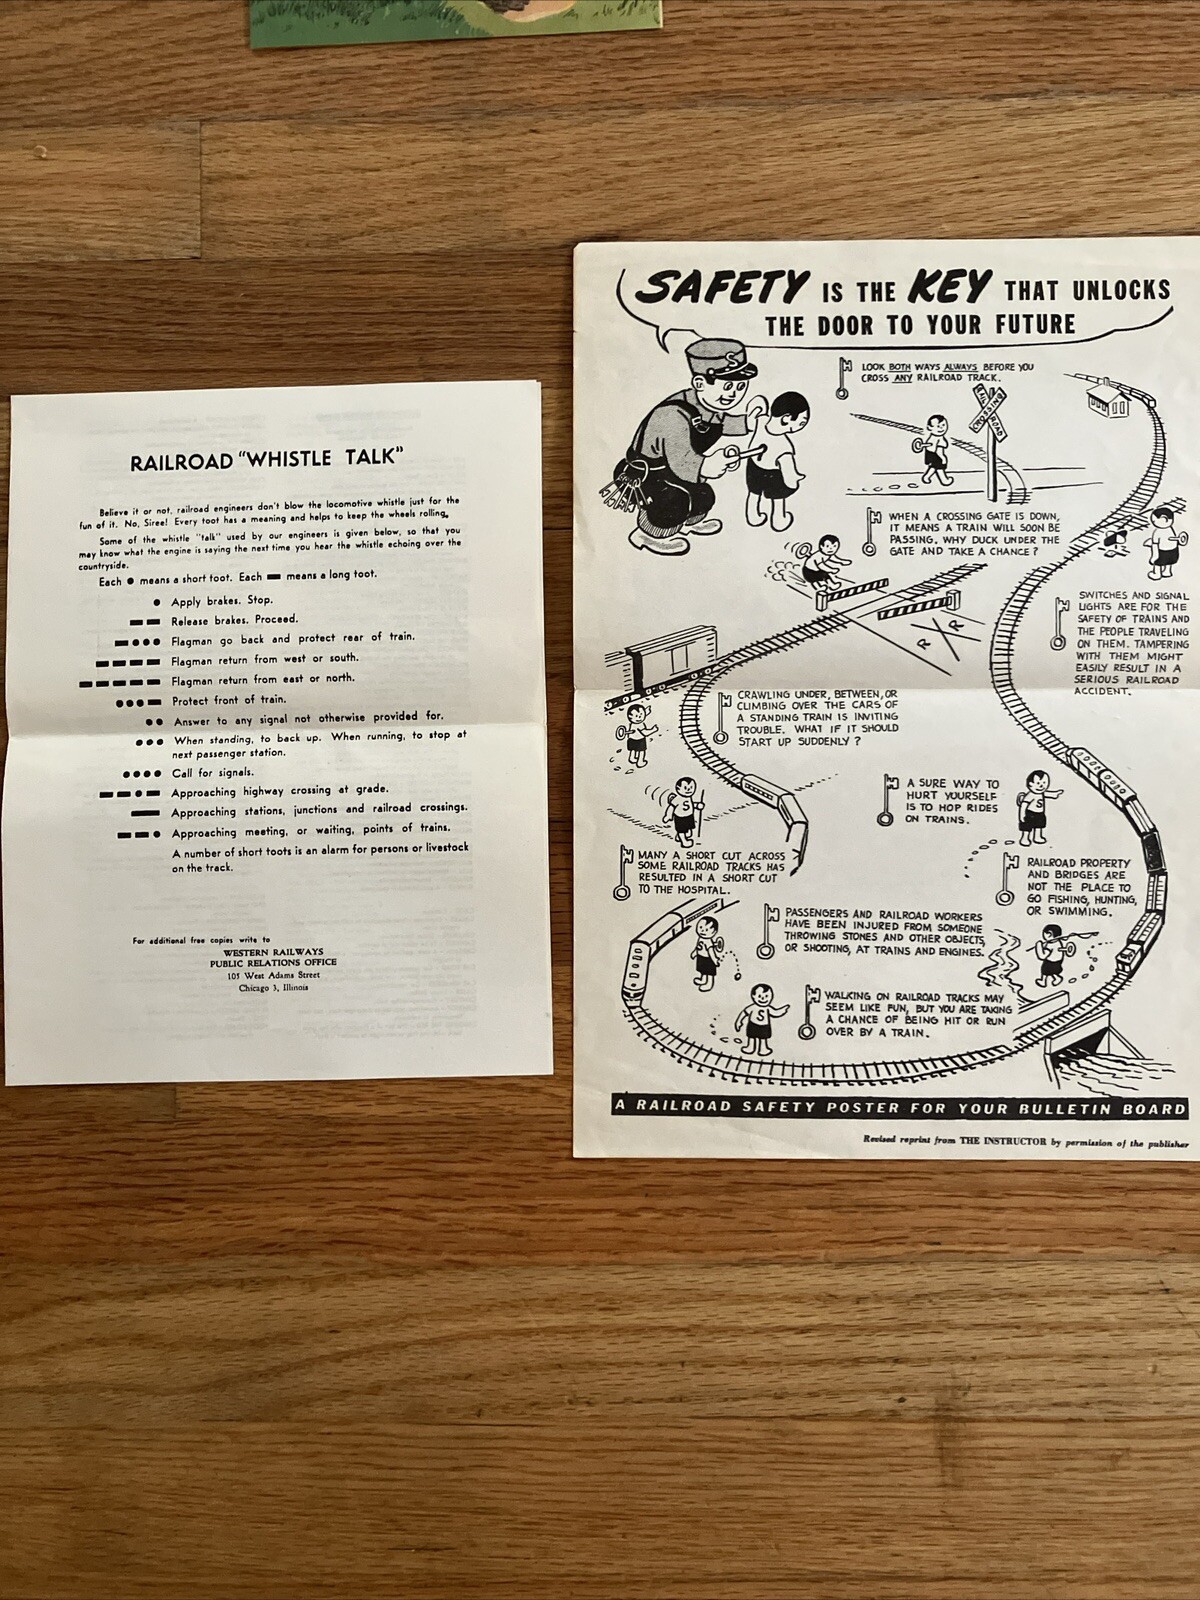 RAILROAD "WHISTLE TALK"
Believe it or not, railroad engineers don't blow the locomotive whistle just for the
fun of it. No, Siree! Every toot has a meaning and helps to keep the wheels rolling.
Some of the whistle "talk" used by our engineers is given below, so that you
may know what the engine is saying the next time you hear the whistle echoing over the
countryside.
Each ● means a short toot. Each ▬ means a long toot.
● Apply brakes. Stop.
▬ ▬ Release brakes. Proceed.
▬ ● ● ● Flagman go back and protect rear of train.
▬ ▬ ▬ ▬ Flagman return from west or south.
▬ ▬ ▬ ▬ ▬ Flagman return from east or north.
● ● ● ▬ Protect front of train.
● ● Answer to any signal not otherwise provided for.
● ● ● When standing, to back up. When running, to stop at
next passenger station.
● ● ● ● Call for signals.
▬ ▬ ● ▬ Approaching highway crossing at grade.
▬ Approaching stations, junctions and railroad crossings.
▬ ▬ ● Approaching meeting, or waiting, points of trains.
A number of short toots is an alarm for persons or livestock
on the track.
For additional free copies write to
WESTERN RAILWAYS
PUBLIC RELATIONS OFFICE
105 West Adams Street
Chicago 3, Illinois
SAFETY IS THE KEY THAT UNLOCKS
THE DOOR TO YOUR FUTURE
S
LOOK BOTH WAYS ALWAYS BEFORE YOU
CROSS ANY RAILROAD TRACK.
RAILROAD
CROSSING
WHEN A CROSSING GATE IS DOWN,
IT MEANS A TRAIN WILL SOON BE
PASSING. WHY DUCK UNDER THE
GATE AND TAKE A CHANCE?
R R
SWITCHES AND SIGNAL
LIGHTS ARE FOR THE
SAFETY OF TRAINS AND
THE PEOPLE TRAVELING
ON THEM. TAMPERING
WITH THEM MIGHT
EASILY RESULT IN A
SERIOUS RAILROAD
ACCIDENT.
CRAWLING UNDER, BETWEEN, OR
CLIMBING OVER THE CARS OF
A STANDING TRAIN IS INVITING
TROUBLE. WHAT IF IT SHOULD
START UP SUDDENLY?
S
A SURE WAY TO
HURT YOURSELF
IS TO HOP RIDES
ON TRAINS.
MANY A SHORT CUT ACROSS
SOME RAILROAD TRACKS HAS
RESULTED IN A SHORT CUT
TO THE HOSPITAL.
RAILROAD PROPERTY
AND BRIDGES ARE
NOT THE PLACE TO
GO FISHING, HUNTING,
OR SWIMMING.
PASSENGERS AND RAILROAD WORKERS
HAVE BEEN INJURED FROM SOMEONE
THROWING STONES AND OTHER OBJECTS,
OR SHOOTING, AT TRAINS AND ENGINES.
S
WALKING ON RAILROAD TRACKS MAY
SEEM LIKE FUN, BUT YOU ARE TAKING
A CHANCE OF BEING HIT OR RUN
OVER BY A TRAIN.
A RAILROAD SAFETY POSTER FOR YOUR BULLETIN BOARD
Revised reprint from THE INSTRUCTOR by permission of the publisher